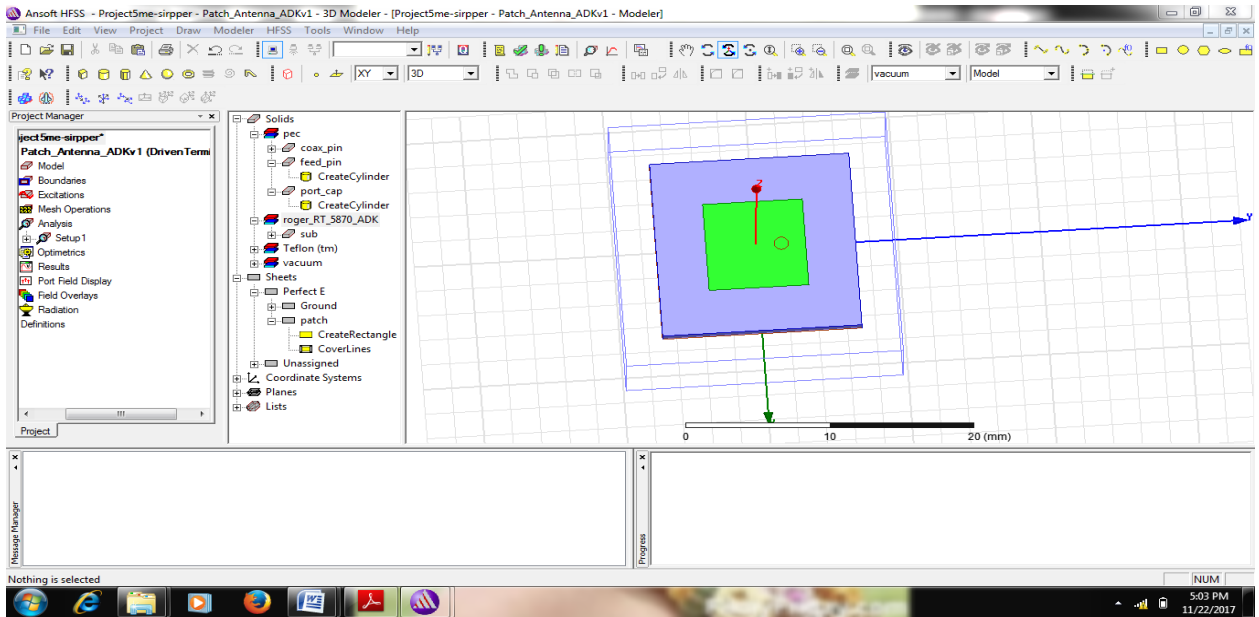 Ansoft HFSS - Project5me-sirpper - Patch_Antenna_ADKv1 - 3D Modeler - [Project5me-sirpper - Patch_Antenna_ADKv1 - Modeler]
File Edit View Project Draw Modeler HFSS Tools Window Help
XY 3D vacuum Model
Project Manager
ject5me-sirpper*
Patch_Antenna_ADKv1 (DrivenTermi
Model
Boundaries
Excitations
Mesh Operations
Analysis
Setup1
Optimetrics
Results
Port Field Display
Field Overlays
Radiation
Definitions
Project
Solids
pec
coax_pin
feed_pin
CreateCylinder
port_cap
CreateCylinder
roger_RT_5870_ADK
sub
Teflon (tm)
vacuum
Sheets
Perfect E
Ground
patch
CreateRectangle
CoverLines
Unassigned
Coordinate Systems
Planes
Lists
Z
Y
0 10 20 (mm)
Message Manager
Progress
Nothing is selected
NUM
5:03 PM
11/22/2017